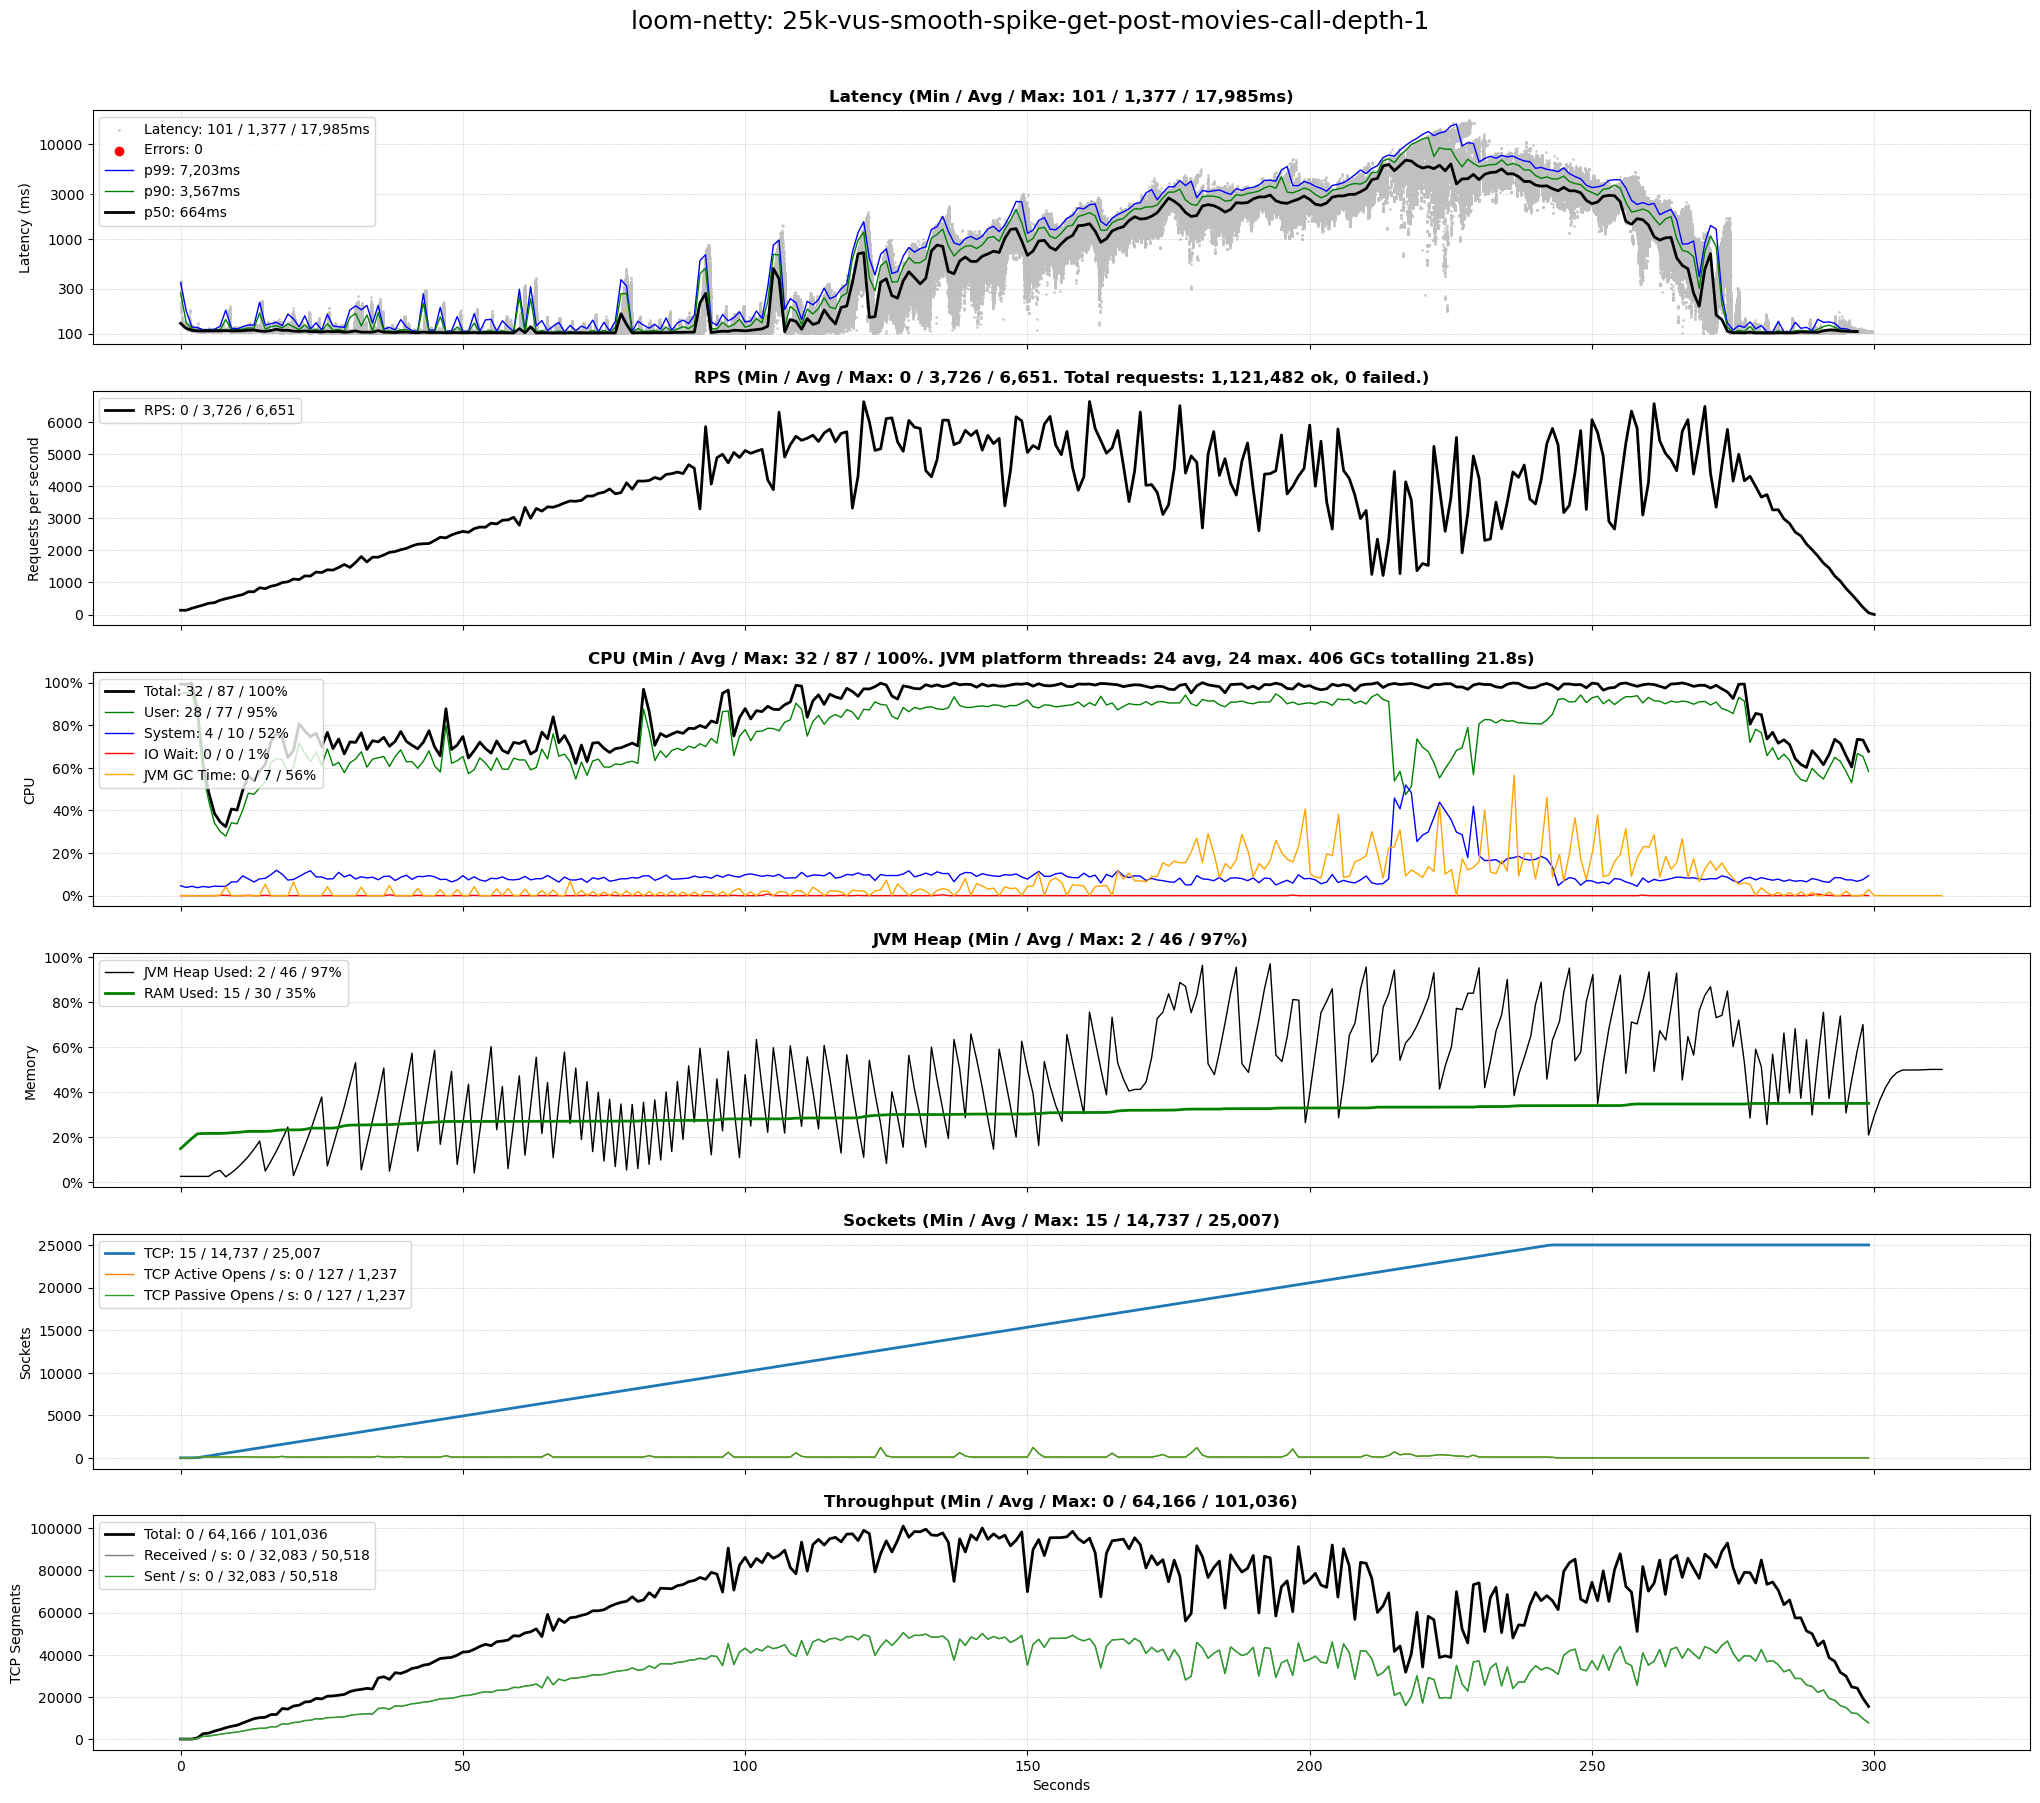 loom-netty: 25k-vus-smooth-spike-get-post-movies-call-depth-1
Latency (Min / Avg / Max: 101 / 1,377 / 17,985ms)
Latency (ms)
10000
3000
1000
300
100
Latency: 101 / 1,377 / 17,985ms
Errors: 0
p99: 7,203ms
p90: 3,567ms
p50: 664ms
RPS (Min / Avg / Max: 0 / 3,726 / 6,651. Total requests: 1,121,482 ok, 0 failed.)
Requests per second
6000
5000
4000
3000
2000
1000
0
RPS: 0 / 3,726 / 6,651
CPU (Min / Avg / Max: 32 / 87 / 100%. JVM platform threads: 24 avg, 24 max. 406 GCs totalling 21.8s)
CPU
100%
80%
60%
40%
20%
0%
Total: 32 / 87 / 100%
User: 28 / 77 / 95%
System: 4 / 10 / 52%
IO Wait: 0 / 0 / 1%
JVM GC Time: 0 / 7 / 56%
JVM Heap (Min / Avg / Max: 2 / 46 / 97%)
Memory
100%
80%
60%
40%
20%
0%
JVM Heap Used: 2 / 46 / 97%
RAM Used: 15 / 30 / 35%
Sockets (Min / Avg / Max: 15 / 14,737 / 25,007)
Sockets
25000
20000
15000
10000
5000
0
TCP: 15 / 14,737 / 25,007
TCP Active Opens / s: 0 / 127 / 1,237
TCP Passive Opens / s: 0 / 127 / 1,237
Throughput (Min / Avg / Max: 0 / 64,166 / 101,036)
TCP Segments
100000
80000
60000
40000
20000
0
Total: 0 / 64,166 / 101,036
Received / s: 0 / 32,083 / 50,518
Sent / s: 0 / 32,083 / 50,518
0 50 100 150 200 250 300
Seconds